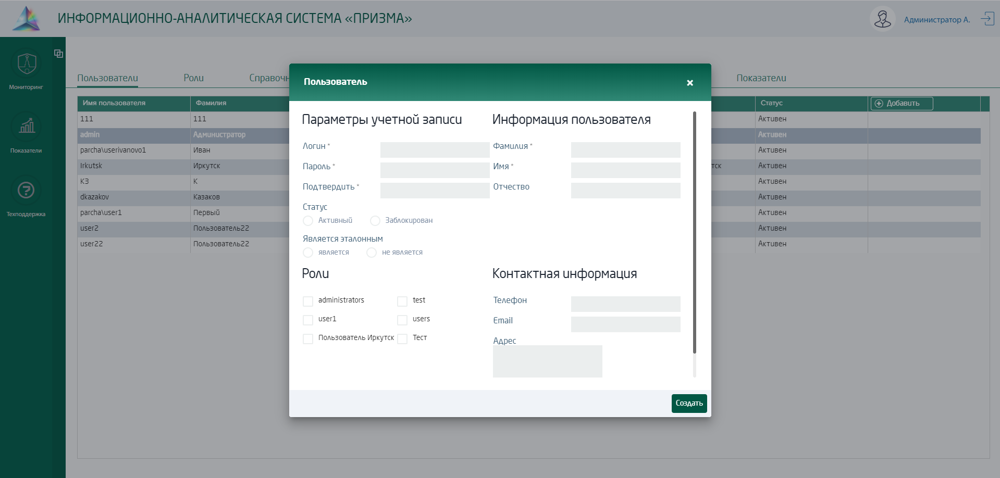 ИНФОРМАЦИОННО-АНАЛИТИЧЕСКАЯ СИСТЕМА «ПРИЗМА»
Администратор А.
Мониторинг
Показатели
Техподдержка
Пользователи Роли Справочн Показатели
Имя пользователя Фамилия Статус Добавить
111 111 Активен
admin Администратор Активен
parcha\userivanovo1 Иван Активен
Irkutsk Иркутск тск Активен
К3 К Активен
dkazakov Казаков Активен
parcha\user1 Первый Активен
user2 Пользователь22 Активен
user22 Пользователь22 Активен
Пользователь
Параметры учетной записи
Логин *
Пароль *
Подтвердить *
Статус
Активный Заблокирован
Является эталонным
является не является
Информация пользователя
Фамилия *
Имя *
Отчество
Роли
administrators test
user1 users
Пользователь Иркутск Тест
Контактная информация
Телефон
Email
Адрес
Создать